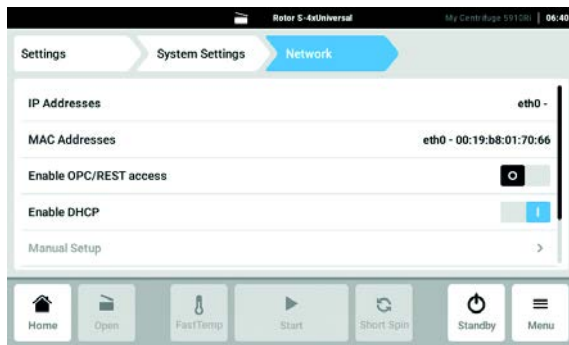 Rotor S-4xUniversal My Centrifuge 5910Ri | 06:40
Settings System Settings Network
IP Addresses eth0 -
MAC Addresses eth0 - 00:19:b8:01:70:66
Enable OPC/REST access O
Enable DHCP I
Manual Setup >
Home Open FastTemp Start Short Spin Standby Menu